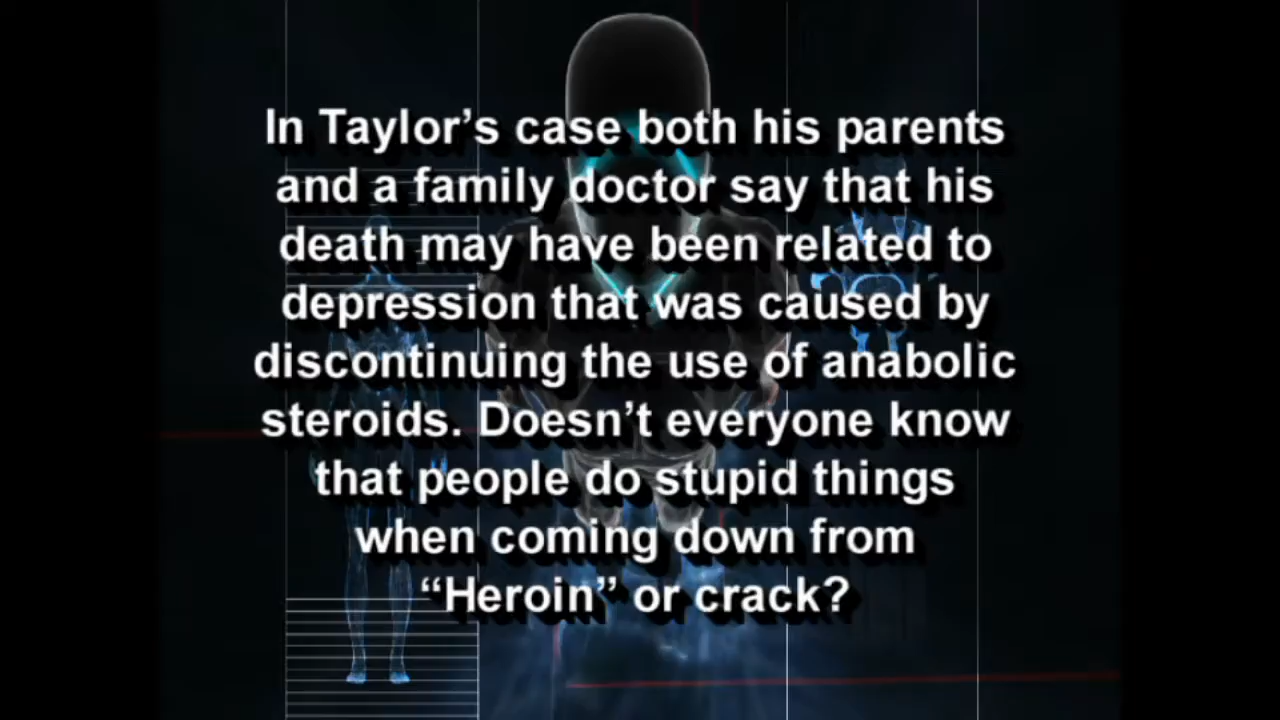 In Taylor’s case both his parents
and a family doctor say that his
death may have been related to
depression that was caused by
discontinuing the use of anabolic
steroids. Doesn’t everyone know
that people do stupid things
when coming down from
“Heroin” or crack?